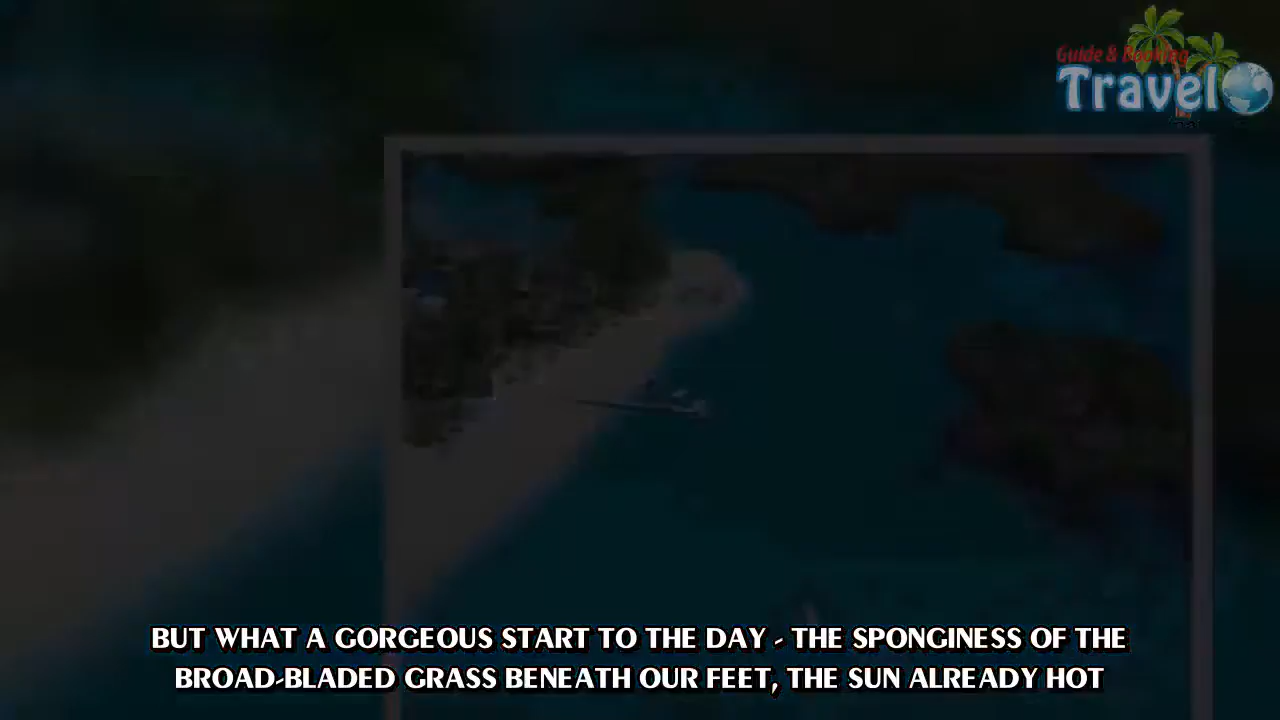 Guide & Booking
Travel
BUT WHAT A GORGEOUS START TO THE DAY - THE SPONGINESS OF THE
BROAD-BLADED GRASS BENEATH OUR FEET, THE SUN ALREADY HOT